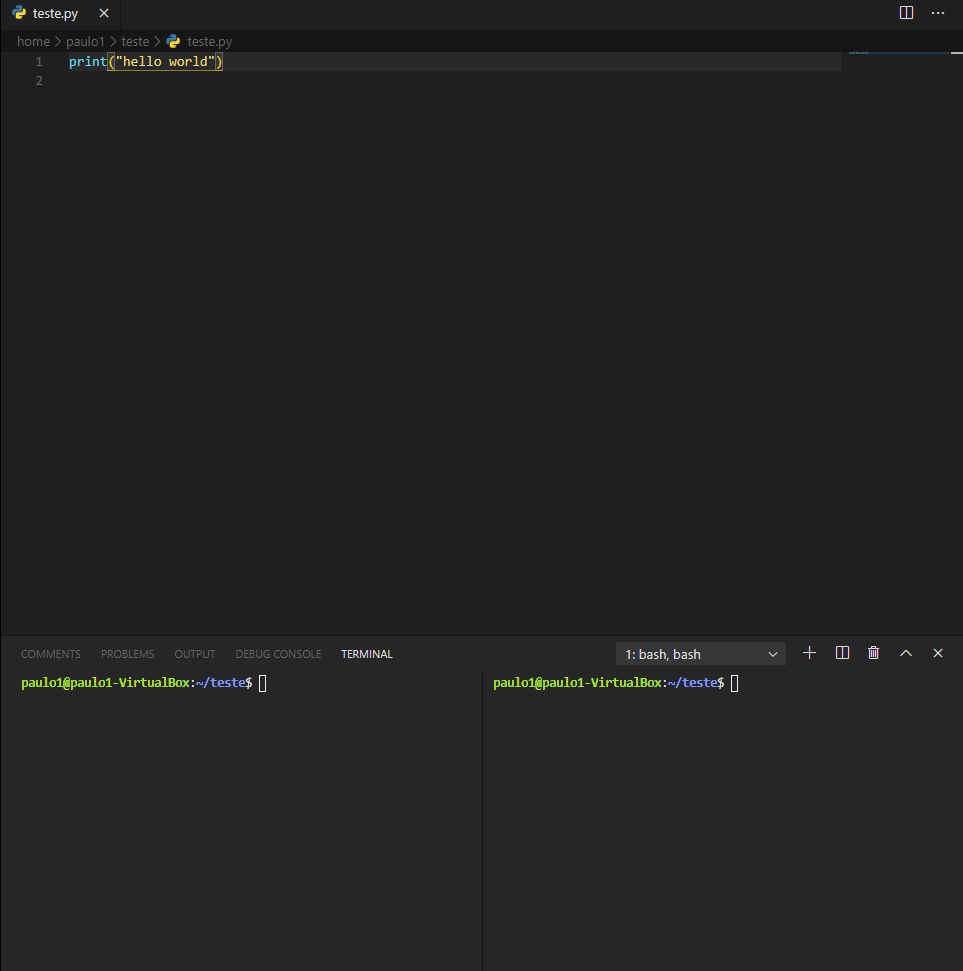 teste.py
home > paulo1 > teste > teste.py
1 print("hello world")
2
COMMENTS PROBLEMS OUTPUT DEBUG CONSOLE TERMINAL 1: bash, bash
paulo1@paulo1-VirtualBox:~/teste$
paulo1@paulo1-VirtualBox:~/teste$